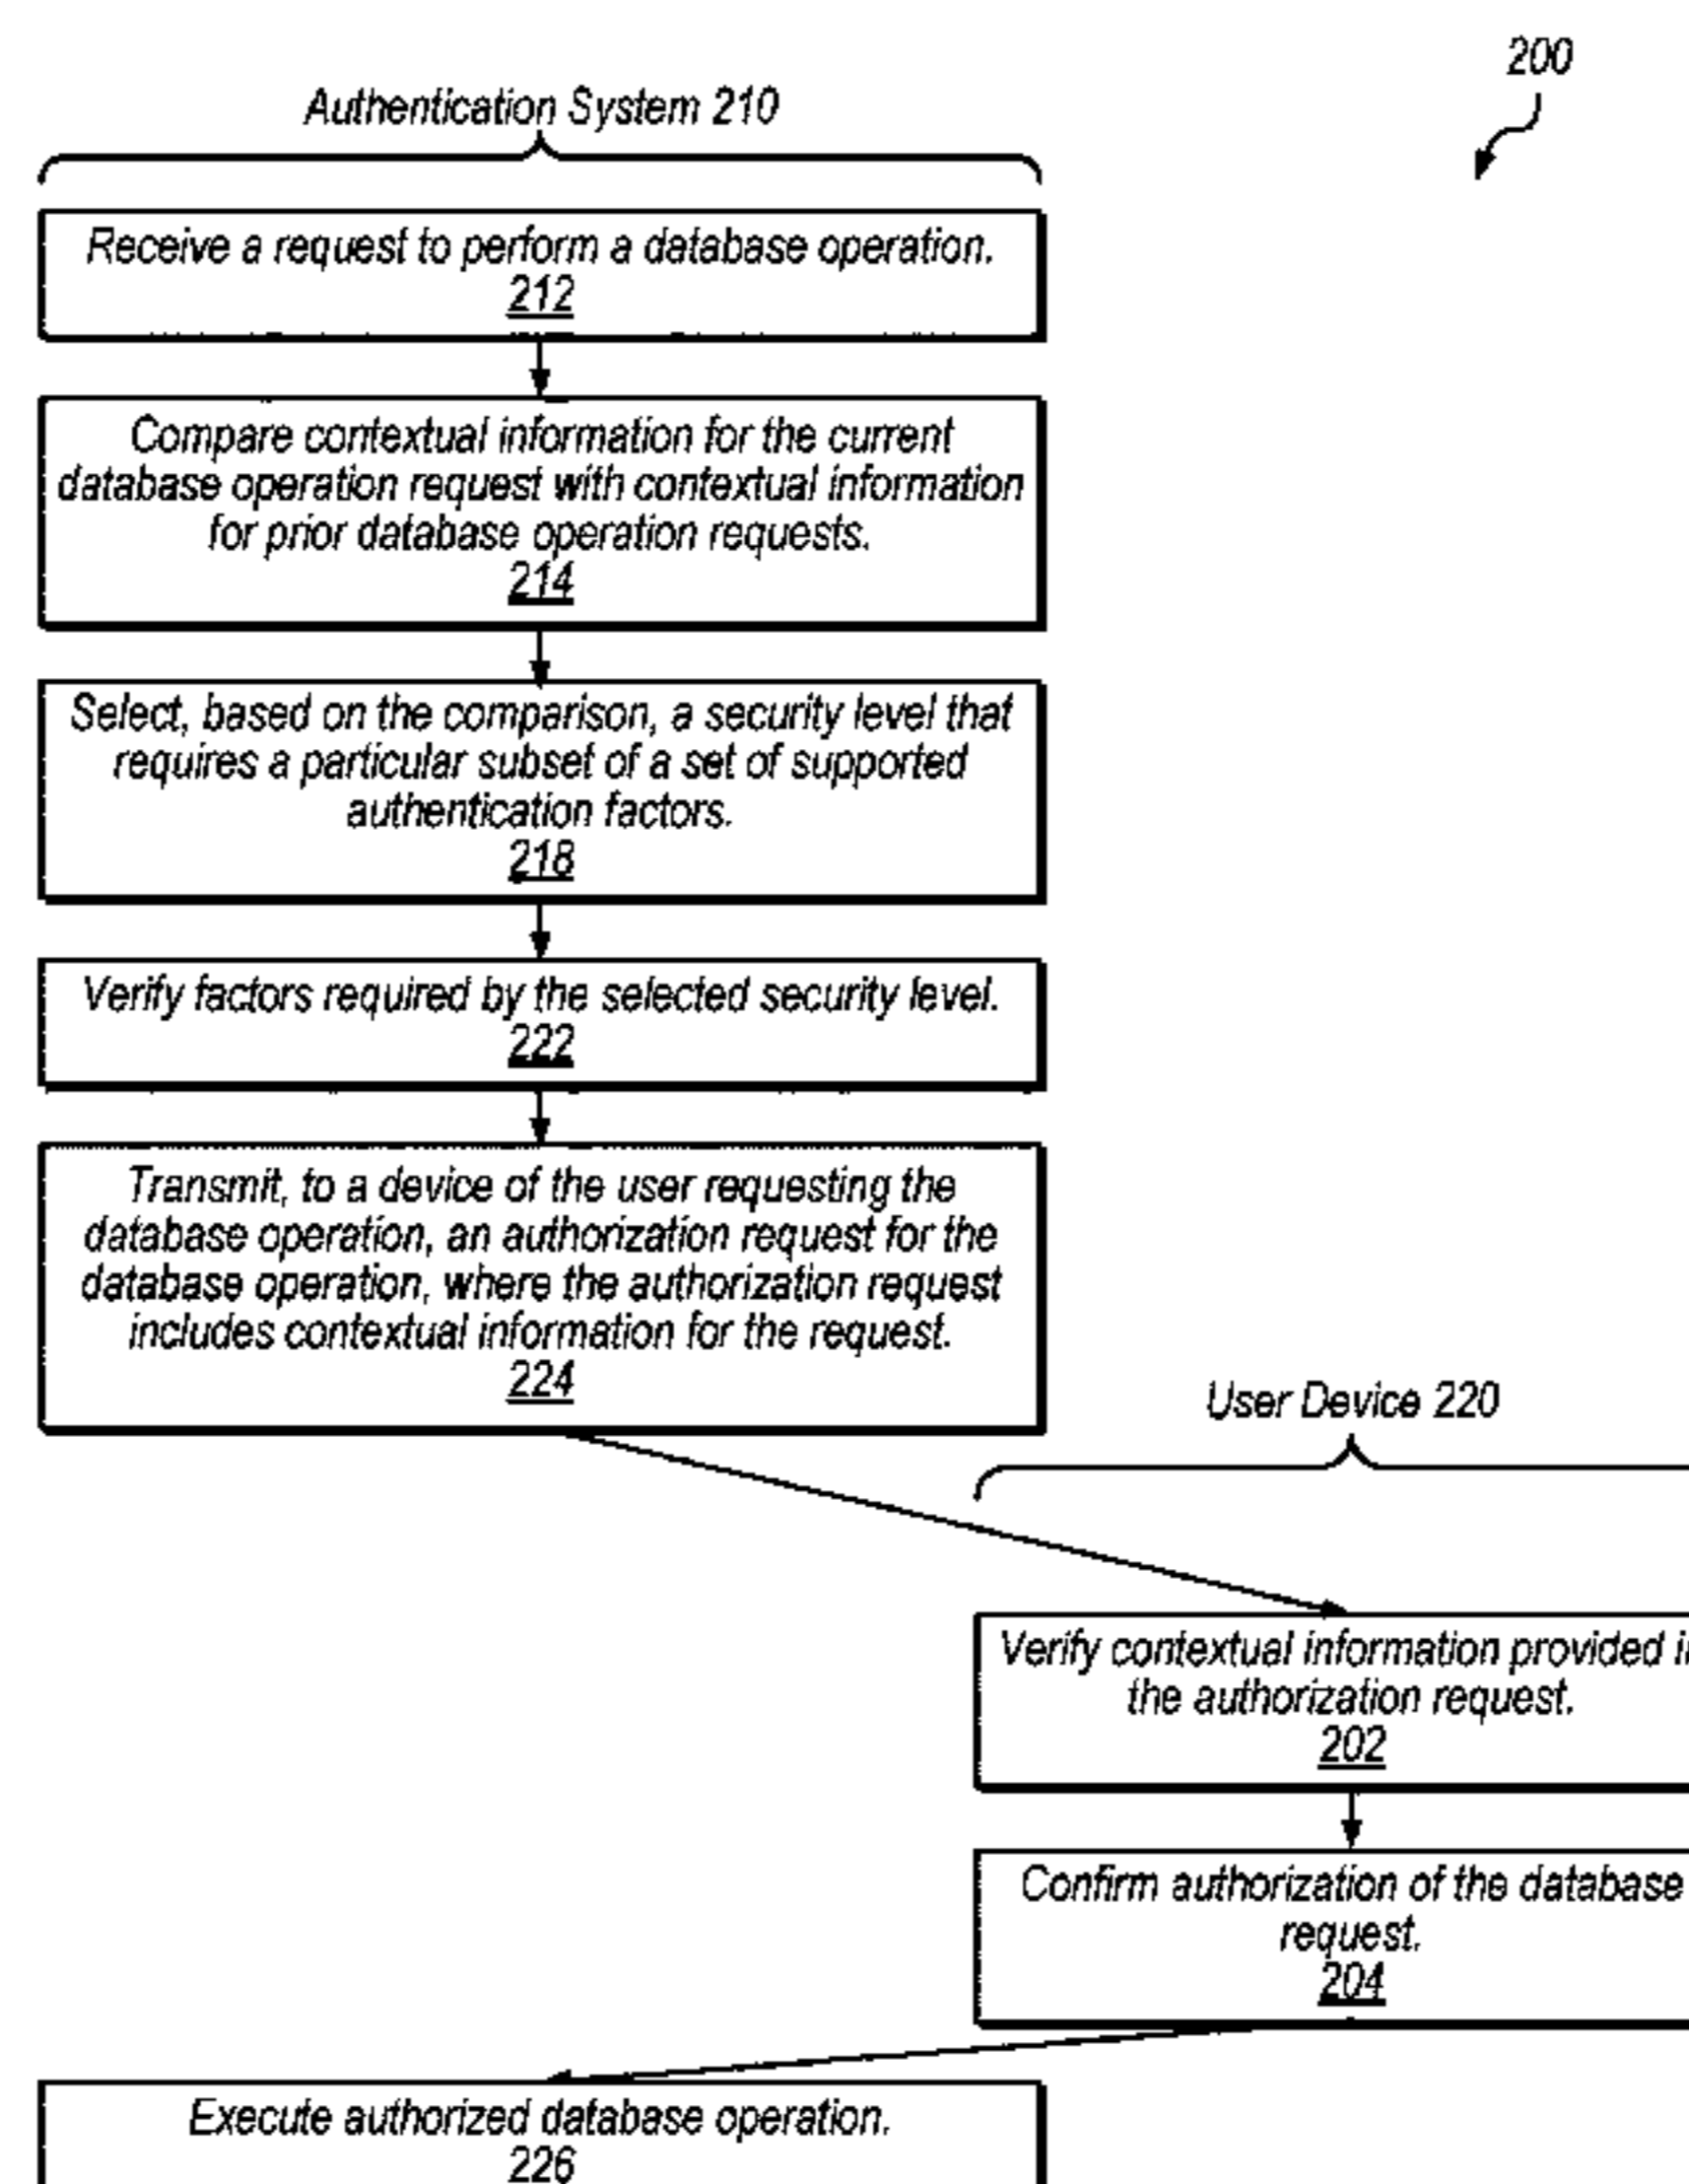 200
Authentication System 210
Receive a request to perform a database operation.
212
Compare contextual information for the current
database operation request with contextual information
for prior database operation requests.
214
Select, based on the comparison, a security level that
requires a particular subset of a set of supported
authentication factors.
218
Verify factors required by the selected security level.
222
Transmit, to a device of the user requesting the
database operation, an authorization request for the
database operation, where the authorization request
includes contextual information for the request.
224
User Device 220
Verify contextual information provided
the authorization request.
202
Confirm authorization of the database
request.
204
Execute authorized database operation.
226